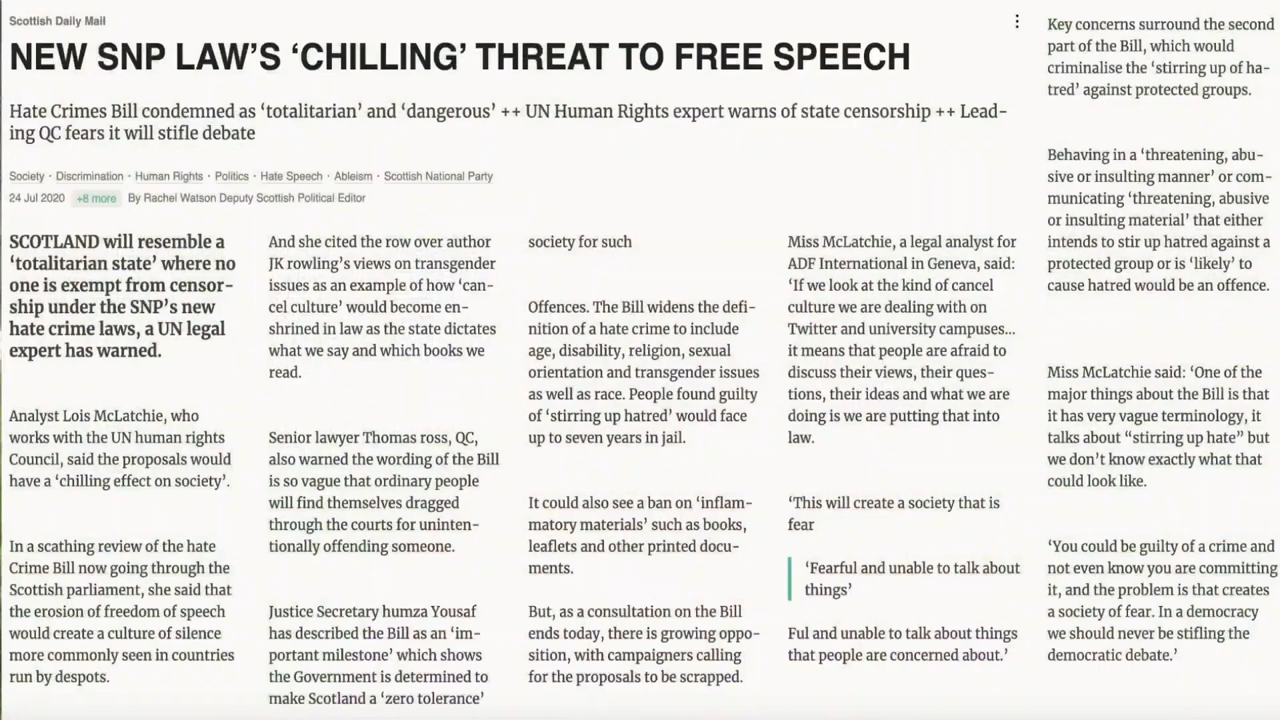 Scottish Daily Mail
NEW SNP LAW’S ‘CHILLING’ THREAT TO FREE SPEECH
Hate Crimes Bill condemned as ‘totalitarian’ and ‘dangerous’ ++ UN Human Rights expert warns of state censorship ++ Lead-
ing QC fears it will stifle debate
Society · Discrimination · Human Rights · Politics · Hate Speech · Ableism · Scottish National Party
24 Jul 2020 +8 more By Rachel Watson Deputy Scottish Political Editor
SCOTLAND will resemble a
‘totalitarian state’ where no
one is exempt from censor-
ship under the SNP’s new
hate crime laws, a UN legal
expert has warned.
Analyst Lois McLatchie, who
works with the UN human rights
Council, said the proposals would
have a ‘chilling effect on society’.
In a scathing review of the hate
Crime Bill now going through the
Scottish parliament, she said that
the erosion of freedom of speech
would create a culture of silence
more commonly seen in countries
run by despots.
And she cited the row over author
JK rowling’s views on transgender
issues as an example of how ‘can-
cel culture’ would become en-
shrined in law as the state dictates
what we say and which books we
read.
Senior lawyer Thomas ross, QC,
also warned the wording of the Bill
is so vague that ordinary people
will find themselves dragged
through the courts for uninten-
tionally offending someone.
Justice Secretary humza Yousaf
has described the Bill as an ‘im-
portant milestone’ which shows
the Government is determined to
make Scotland a ‘zero tolerance’
society for such
Offences. The Bill widens the defi-
nition of a hate crime to include
age, disability, religion, sexual
orientation and transgender issues
as well as race. People found guilty
of ‘stirring up hatred’ would face
up to seven years in jail.
It could also see a ban on ‘inflam-
matory materials’ such as books,
leaflets and other printed docu-
ments.
But, as a consultation on the Bill
ends today, there is growing oppo-
sition, with campaigners calling
for the proposals to be scrapped.
Miss McLatchie, a legal analyst for
ADF International in Geneva, said:
‘If we look at the kind of cancel
culture we are dealing with on
Twitter and university campuses...
it means that people are afraid to
discuss their views, their ques-
tions, their ideas and what we are
doing is we are putting that into
law.
‘This will create a society that is
fear
‘Fearful and unable to talk about
things’
Ful and unable to talk about things
that people are concerned about.’
Key concerns surround the second
part of the Bill, which would
criminalise the ‘stirring up of ha-
tred’ against protected groups.
Behaving in a ‘threatening, abu-
sive or insulting manner’ or com-
municating ‘threatening, abusive
or insulting material’ that either
intends to stir up hatred against a
protected group or is ‘likely’ to
cause hatred would be an offence.
Miss McLatchie said: ‘One of the
major things about the Bill is that
it has very vague terminology, it
talks about “stirring up hate” but
we don’t know exactly what that
could look like.
‘You could be guilty of a crime and
not even know you are committing
it, and the problem is that creates
a society of fear. In a democracy
we should never be stifling the
democratic debate.’